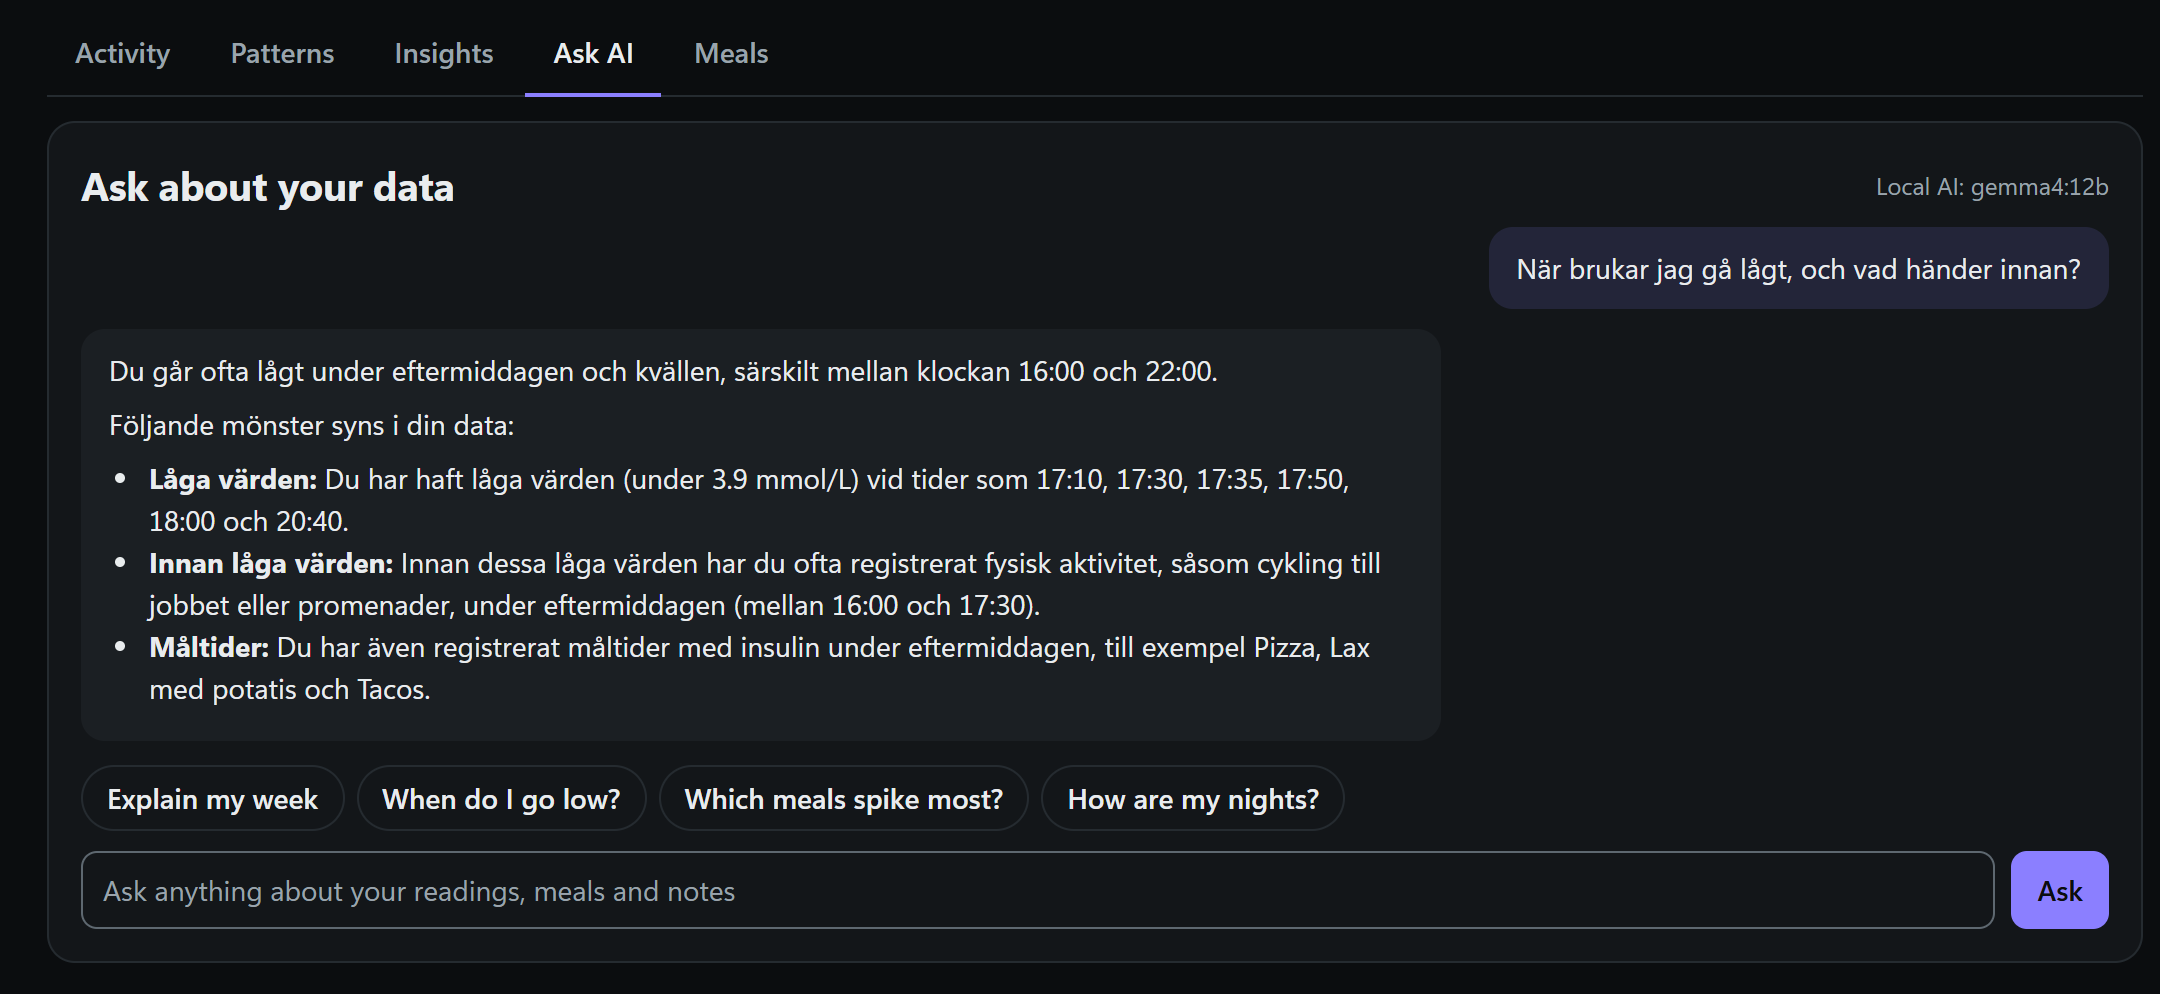 Activity Patterns Insights Ask AI Meals
Ask about your data
Local AI: gemma4:12b
När brukar jag gå lågt, och vad händer innan?
Du går ofta lågt under eftermiddagen och kvällen, särskilt mellan klockan 16:00 och 22:00.
Följande mönster syns i din data:
• Låga värden: Du har haft låga värden (under 3.9 mmol/L) vid tider som 17:10, 17:30, 17:35, 17:50,
18:00 och 20:40.
• Innan låga värden: Innan dessa låga värden har du ofta registrerat fysisk aktivitet, såsom cykling till
jobbet eller promenader, under eftermiddagen (mellan 16:00 och 17:30).
• Måltider: Du har även registrerat måltider med insulin under eftermiddagen, till exempel Pizza, Lax
med potatis och Tacos.
Explain my week When do I go low? Which meals spike most? How are my nights?
Ask anything about your readings, meals and notes
Ask